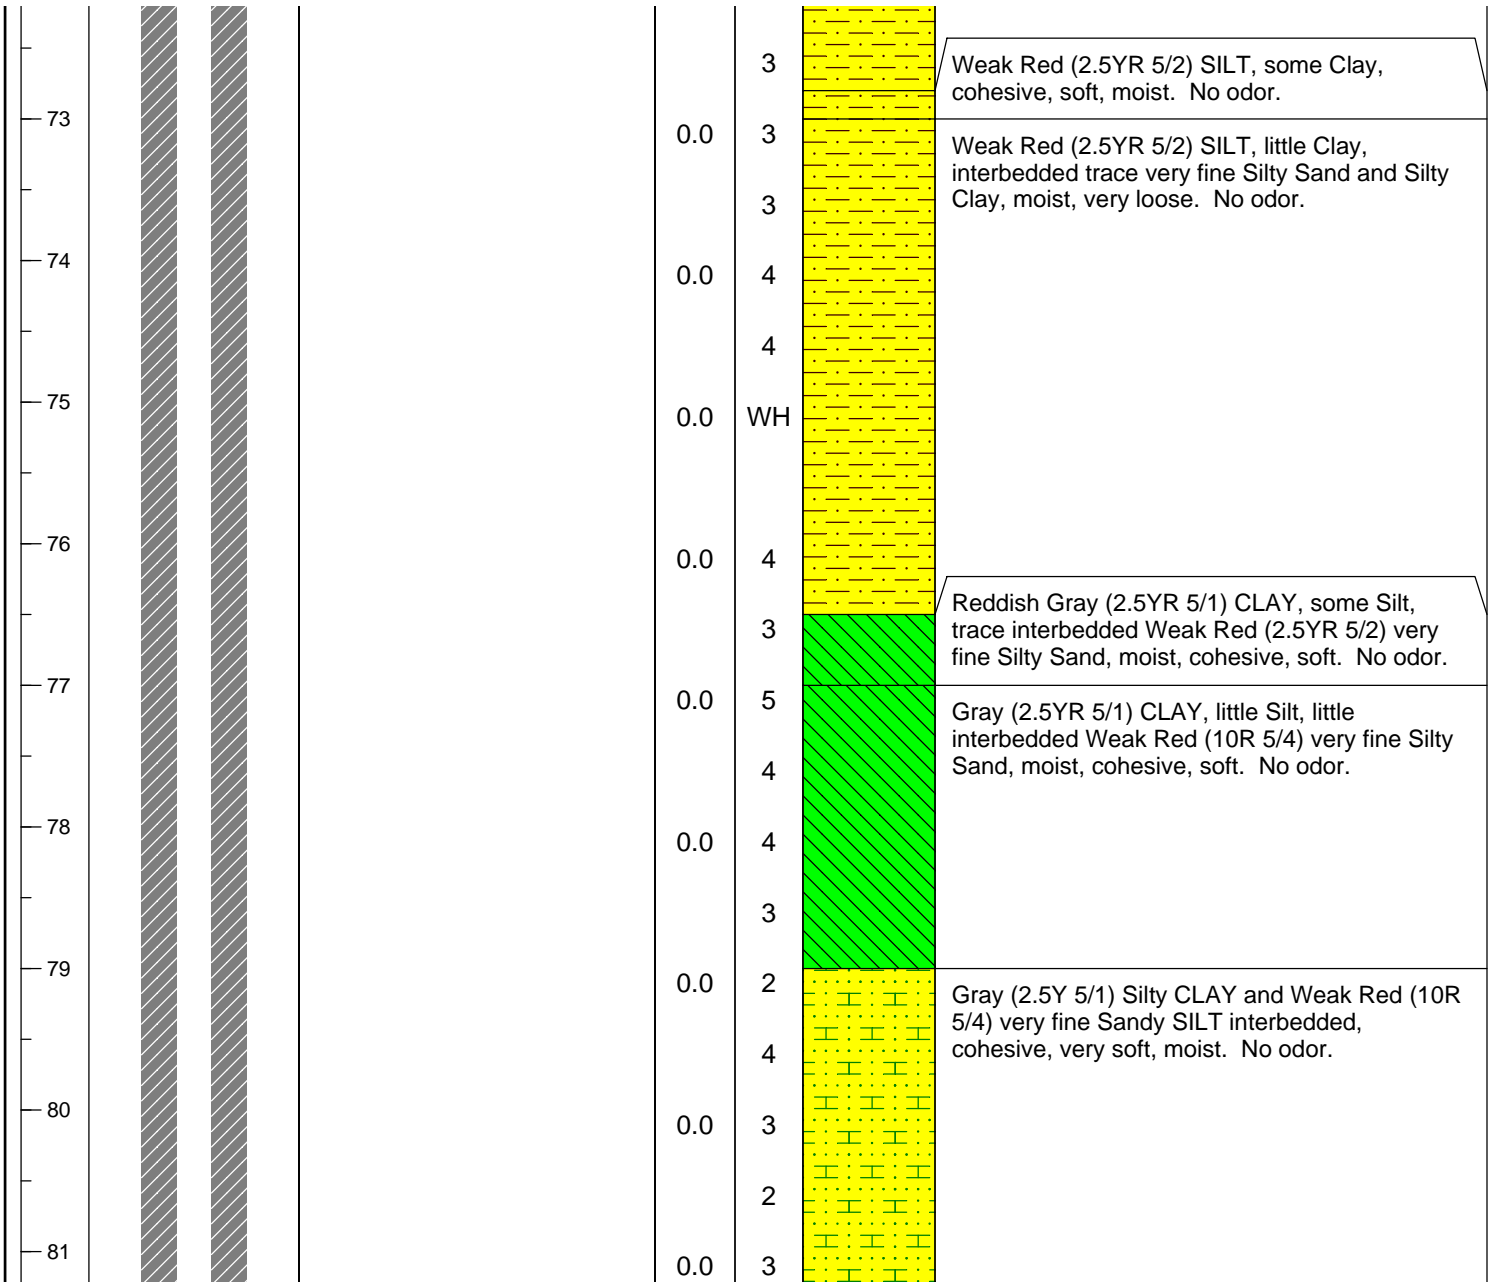 3
Weak Red (2.5YR 5/2) SILT, some Clay,
cohesive, soft, moist.  No odor.
73
0.0 3
Weak Red (2.5YR 5/2) SILT, little Clay,
interbedded trace very fine Silty Sand and Silty
Clay, moist, very loose.  No odor.
3
74
0.0 4
4
75
0.0 WH
76
0.0 4
Reddish Gray (2.5YR 5/1) CLAY, some Silt,
trace interbedded Weak Red (2.5YR 5/2) very
fine Silty Sand, moist, cohesive, soft.  No odor.
3
77
0.0 5
Gray (2.5YR 5/1) CLAY, little Silt, little
interbedded Weak Red (10R 5/4) very fine Silty
Sand, moist, cohesive, soft.  No odor.
4
78
0.0 4
3
79
0.0 2
Gray (2.5Y 5/1) Silty CLAY and Weak Red (10R
5/4) very fine Sandy SILT interbedded,
cohesive, very soft, moist.  No odor.
4
80
0.0 3
2
81
0.0 3